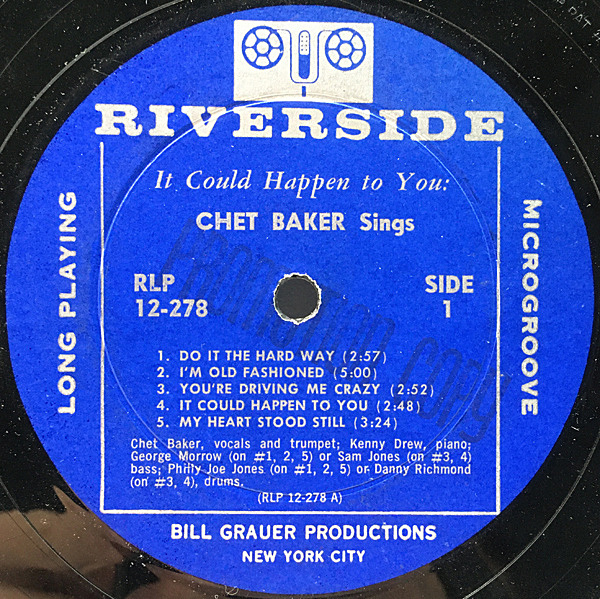 RIVERSIDE
It Could Happen to You:
CHET BAKER Sings
PROMOTION COPY
LONG PLAYING
MICROGROOVE
RLP
12-278
SIDE
1
1. DO IT THE HARD WAY (2:57)
2. I'M OLD FASHIONED (5:00)
3. YOU'RE DRIVING ME CRAZY (2:52)
4. IT COULD HAPPEN TO YOU (2:48)
5. MY HEART STOOD STILL (3:24)
Chet Baker, vocals and trumpet; Kenny Drew, piano;
George Morrow (on #1, 2, 5) or Sam Jones (on #3, 4)
bass; Philly Joe Jones (on #1, 2, 5) or Danny Richmond
(on #3, 4), drums.
(RLP 12-278 A)
BILL GRAUER PRODUCTIONS
NEW YORK CITY